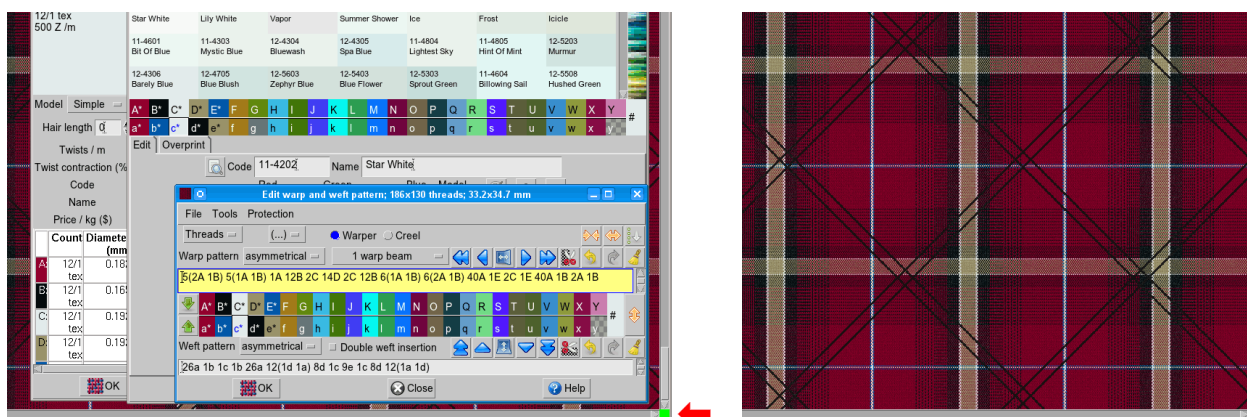 12/1 tex
500 Z /m
Star White Lily White Vapor Summer Shower Ice Frost Icicle
11-4601 11-4303 12-4304 12-4305 11-4804 11-4805 12-5203
Bit Of Blue Mystic Blue Bluewash Spa Blue Lightest Sky Hint Of Mint Murmur
12-4306 12-4705 12-5603 12-5403 12-5303 11-4604 12-5508
Barely Blue Blue Blush Zephyr Blue Blue Flower Sprout Green Billowing Sail Hushed Green
Model Simple
A* B* C* D* E* F G H I J K L M N O P Q R S T U V W X Y #
Hair length 0
a* b* c* d* e* f g h i j k l m n o p q r s t u v w x y
Twists / m
Edit Overprint
Twist contraction (%
Code 11-4202 Name Star White
Code
Name
Price / kg ($)
Edit warp and weft pattern; 186x130 threads; 33.2x34.7 mm
File Tools Protection
Threads (...) Warper Creel
Warp pattern asymmetrical 1 warp beam
5(2A 1B) 5(1A 1B) 1A 12B 2C 14D 2C 12B 6(1A 1B) 6(2A 1B) 40A 1E 2C 1E 40A 1B 2A 1B
A* B* C* D* E* F G H I J K L M N O P Q R S T U V W X Y #
a* b* c* d* e* f g h i j k l m n o p q r s t u v w x y
Weft pattern asymmetrical Double weft insertion
26a 1b 1c 1b 26a 12(1d 1a) 8d 1c 9e 1c 8d 12(1a 1d)
OK Close Help
Count Diamete
(mm
A: 12/1
tex
B: 12/1
tex
C: 12/1 0.19
tex
D: 12/1 0.19
tex
OK